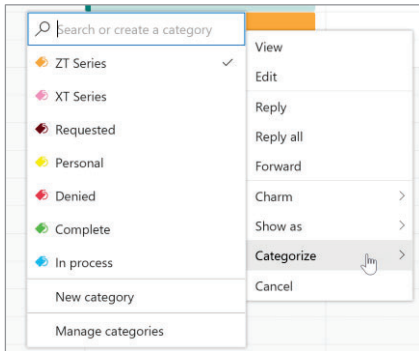 Search or create a category
ZT Series
XT Series
Requested
Personal
Denied
Complete
In process
New category
Manage categories
View
Edit
Reply
Reply all
Forward
Charm
Show as
Categorize
Cancel